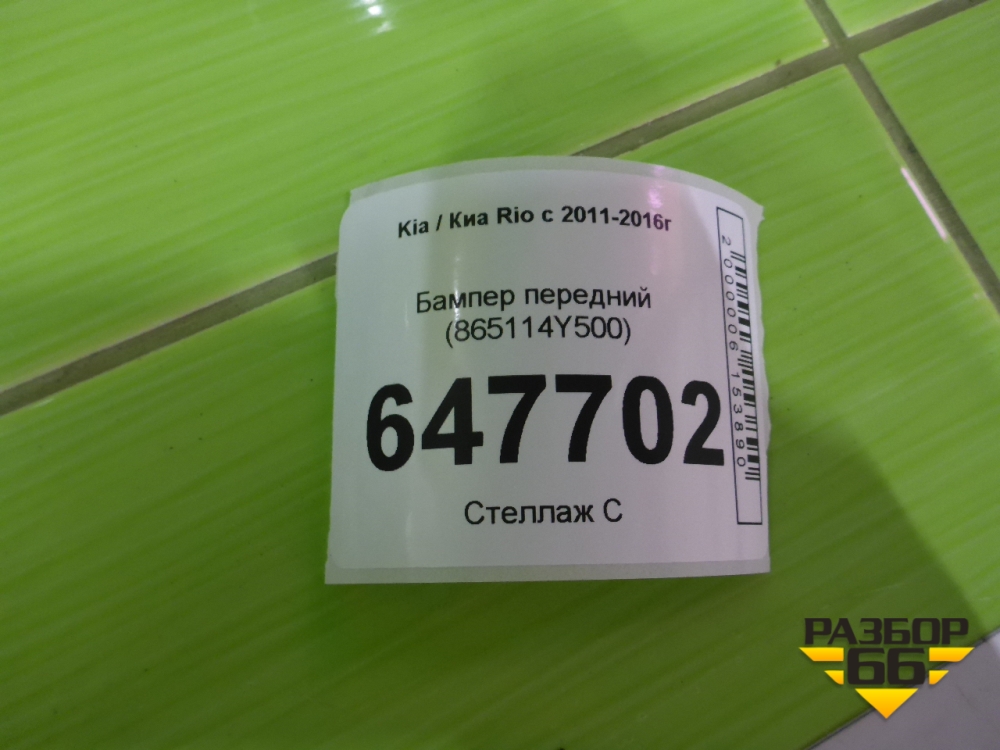 Kia / Киа Rio с 2011-2016г
Бампер передний
(865114Y500)
647702
Стеллаж С
2000006153890
РАЗБОР
66